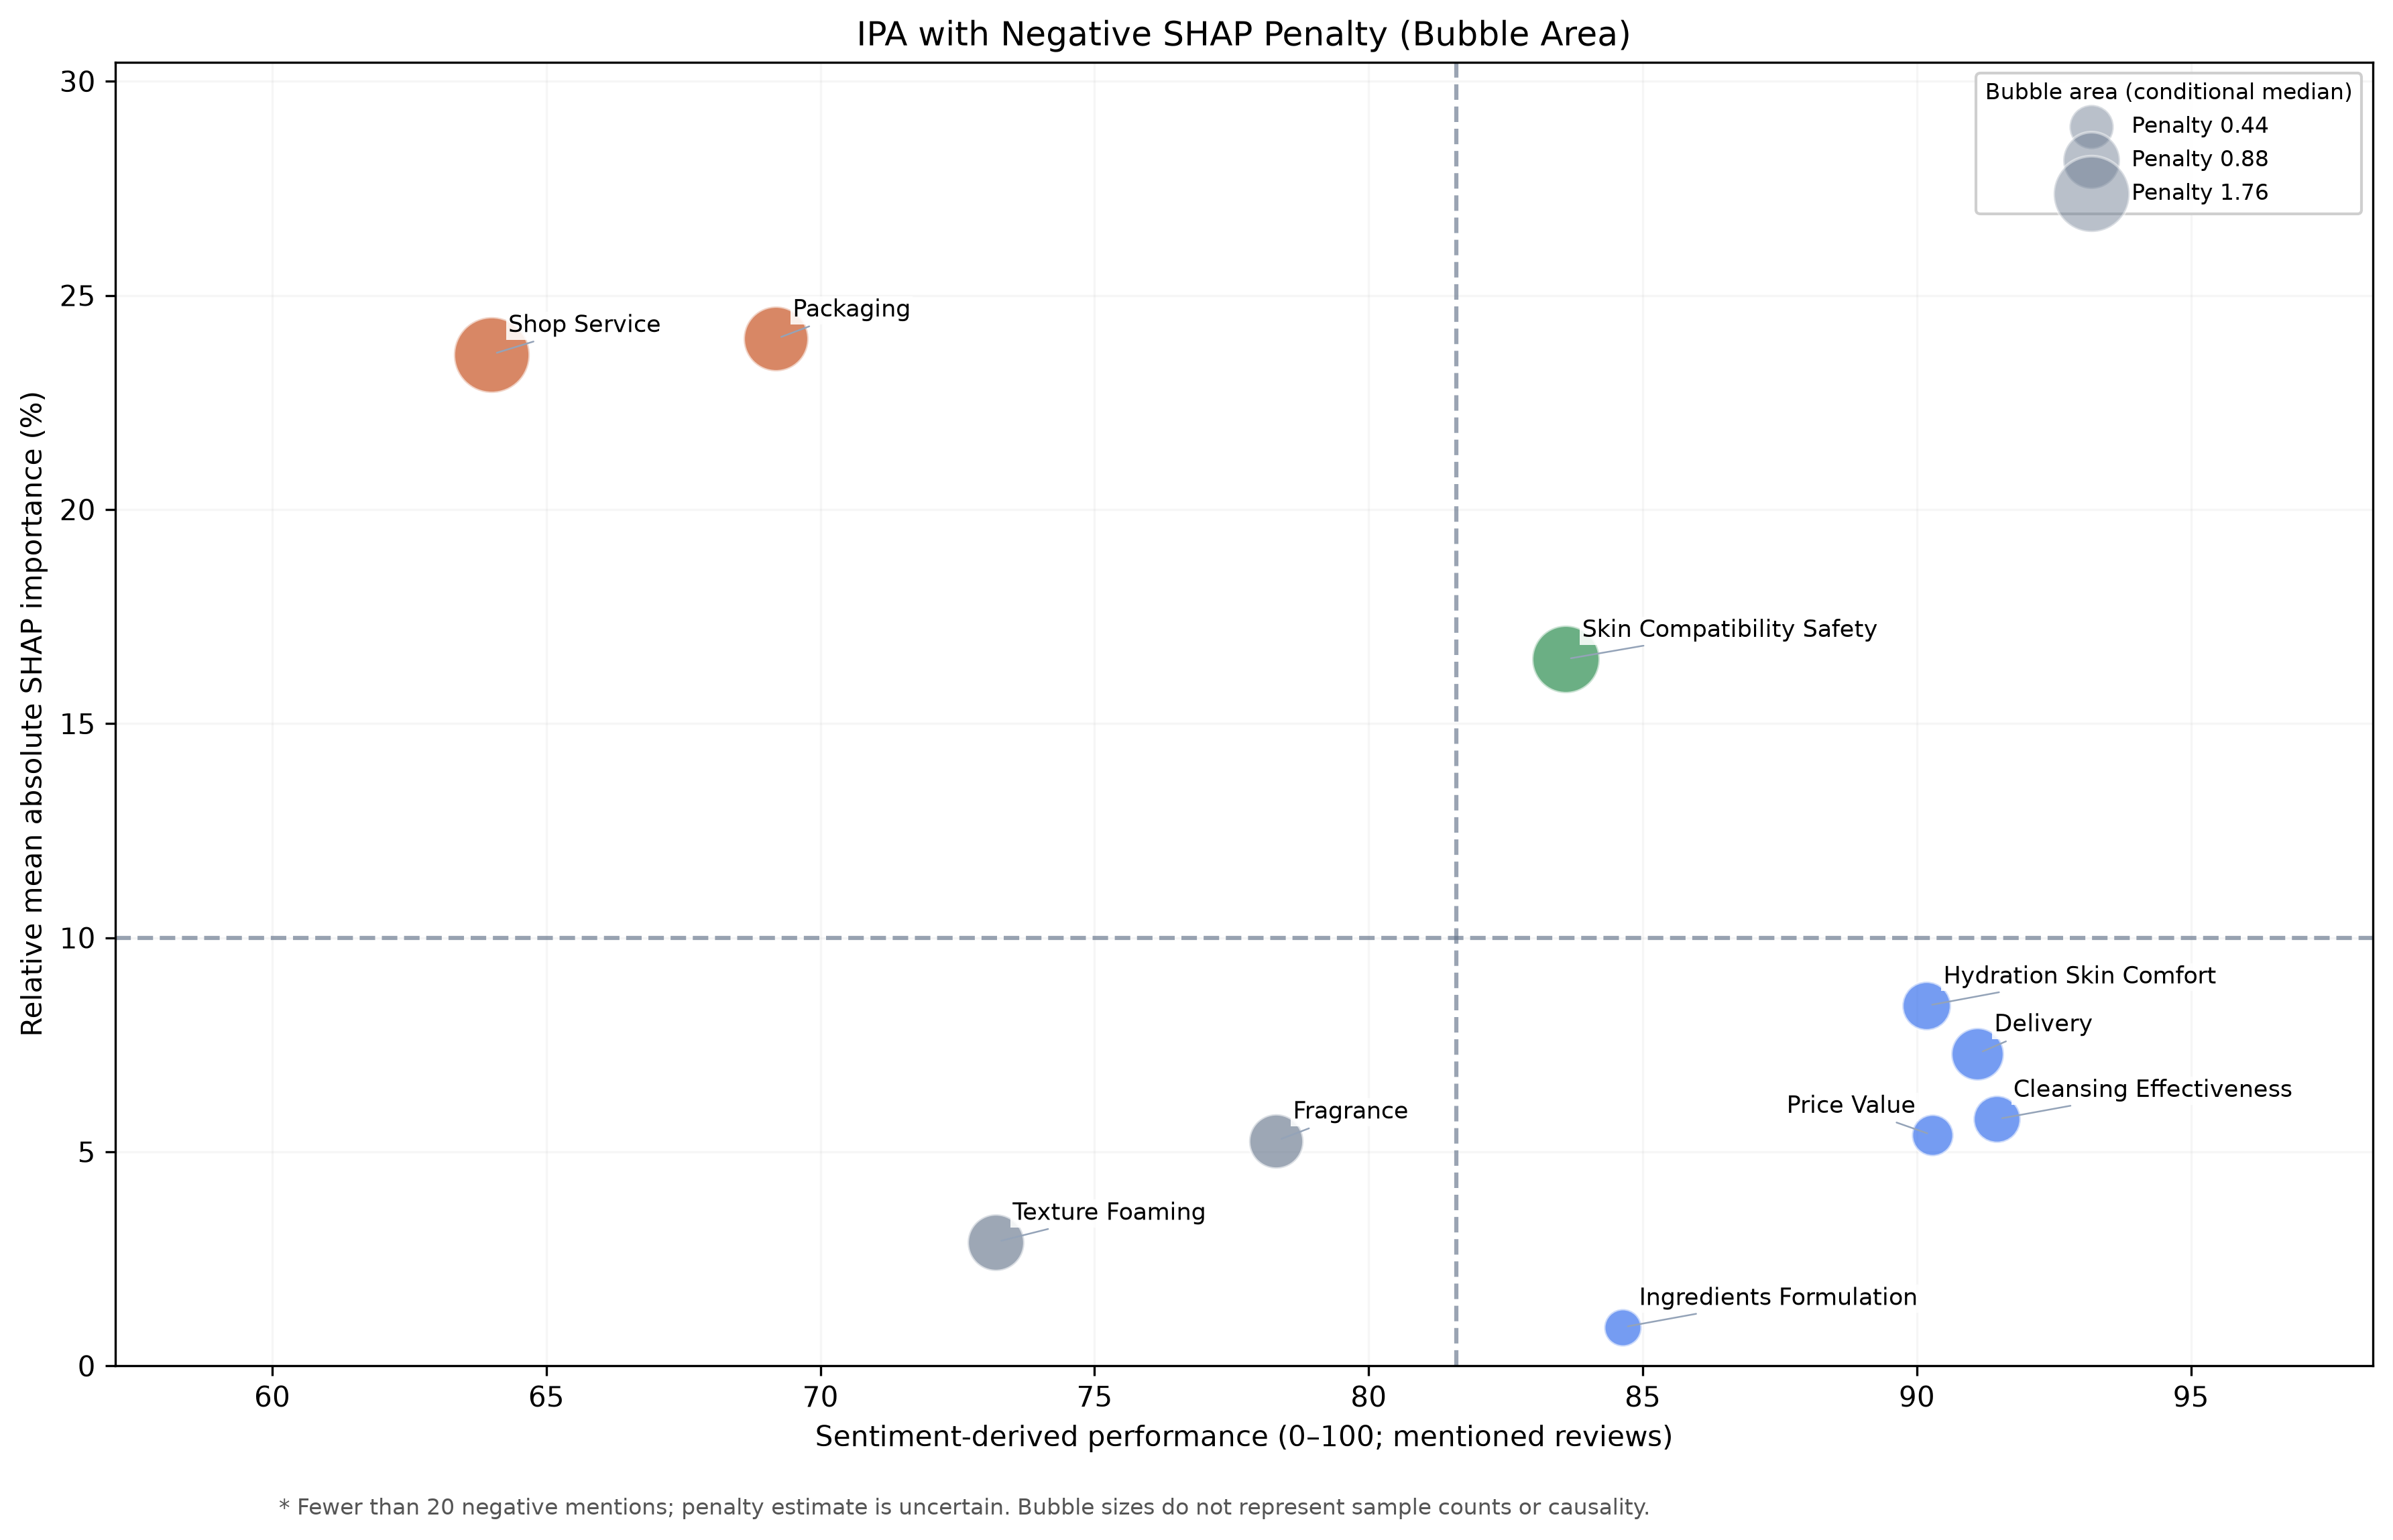 IPA with Negative SHAP Penalty (Bubble Area)
Bubble area (conditional median)
Penalty 0.44
Penalty 0.88
Penalty 1.76
Relative mean absolute SHAP importance (%)
30
25
20
15
10
5
0
Shop Service
Packaging
Skin Compatibility Safety
Hydration Skin Comfort
Delivery
Cleansing Effectiveness
Price Value
Fragrance
Texture Foaming
Ingredients Formulation
60 65 70 75 80 85 90 95
Sentiment-derived performance (0–100; mentioned reviews)
* Fewer than 20 negative mentions; penalty estimate is uncertain. Bubble sizes do not represent sample counts or causality.